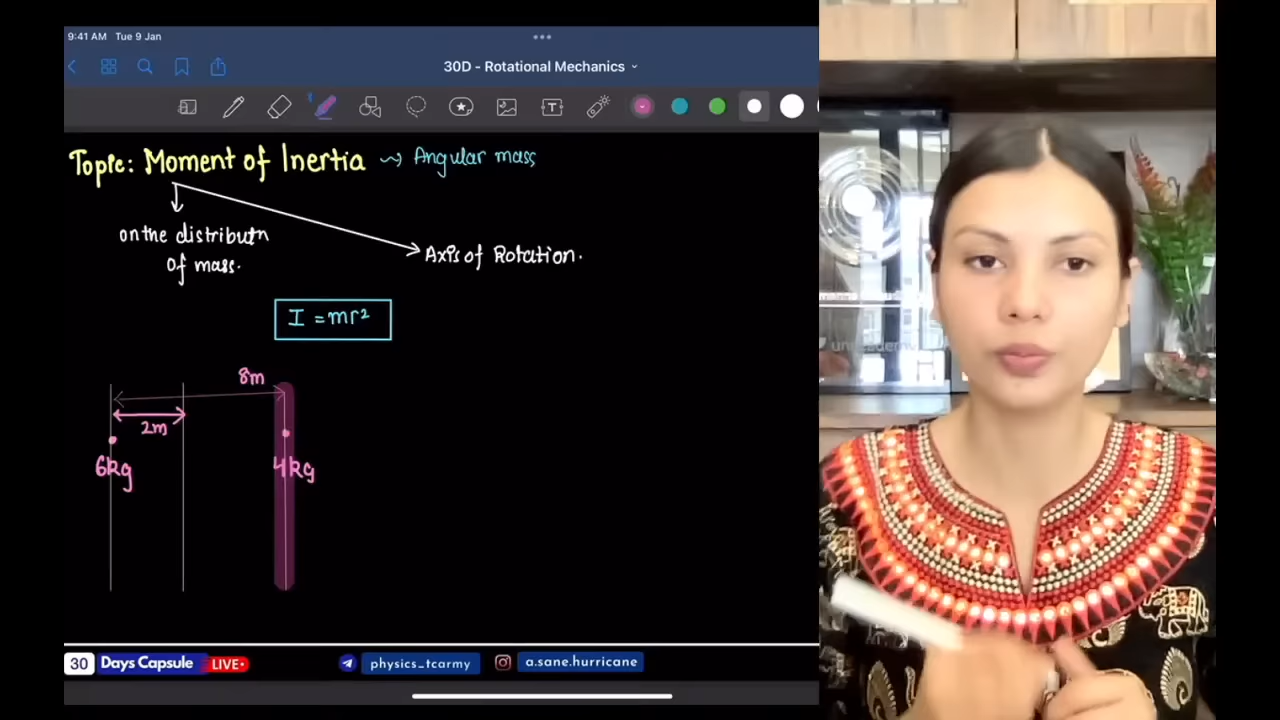 9:41 AM Tue 9 Jan
30D - Rotational Mechanics
Topic: Moment of Inertia ⤳ Angular mass
on the distributn
Of mass.
Axis of Rotation.
I = mr²
8m
2m
6kg
4kg
30 Days Capsule LIVE
physics_tcarmy
a.sane.hurricane